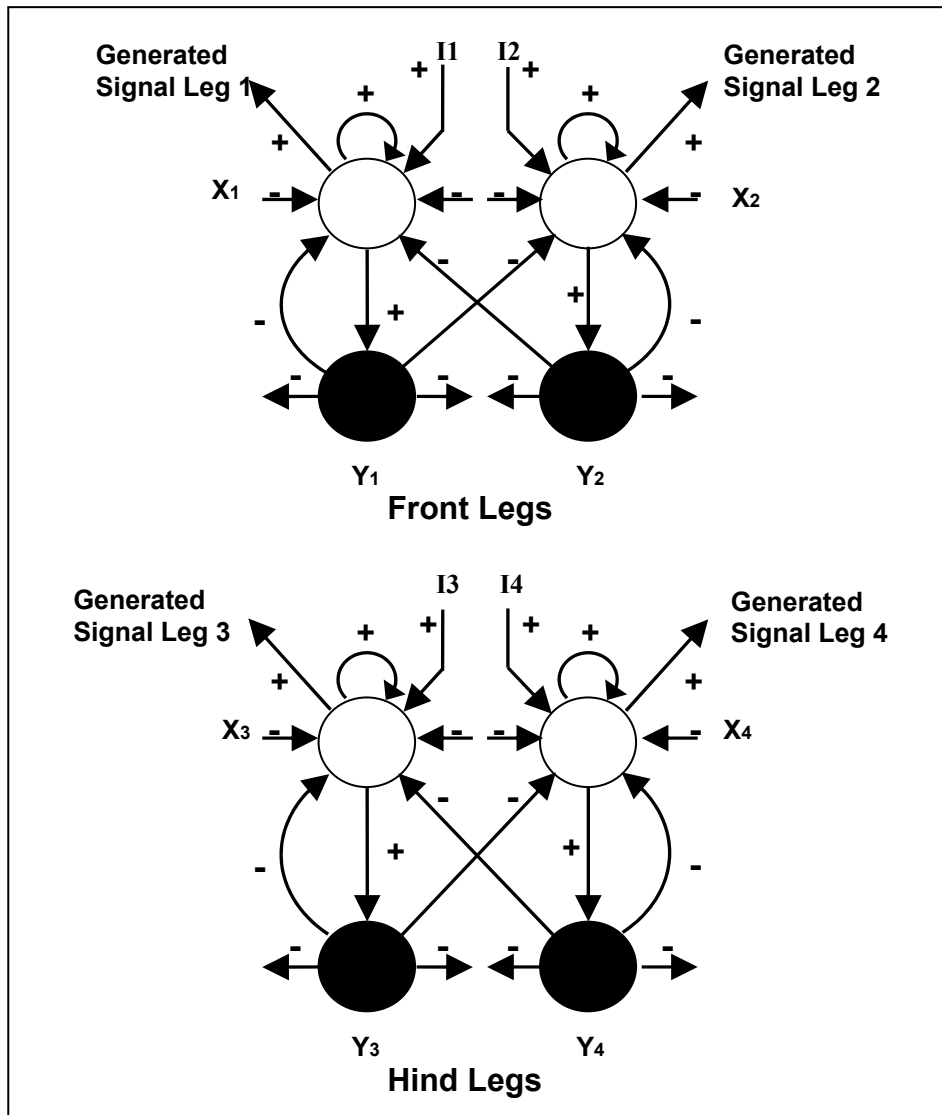 Generated
Signal Leg 1
I1
I2
Generated
Signal Leg 2
+
+
+
+
+
+
X1
-
-
-
-
X2
-
-
-
+
+
-
-
-
-
-
Y1
Y2
Front Legs
Generated
Signal Leg 3
I3
I4
Generated
Signal Leg 4
+
+
+
+
+
+
X3
-
-
-
-
X4
-
-
-
+
+
-
-
-
-
-
Y3
Y4
Hind Legs